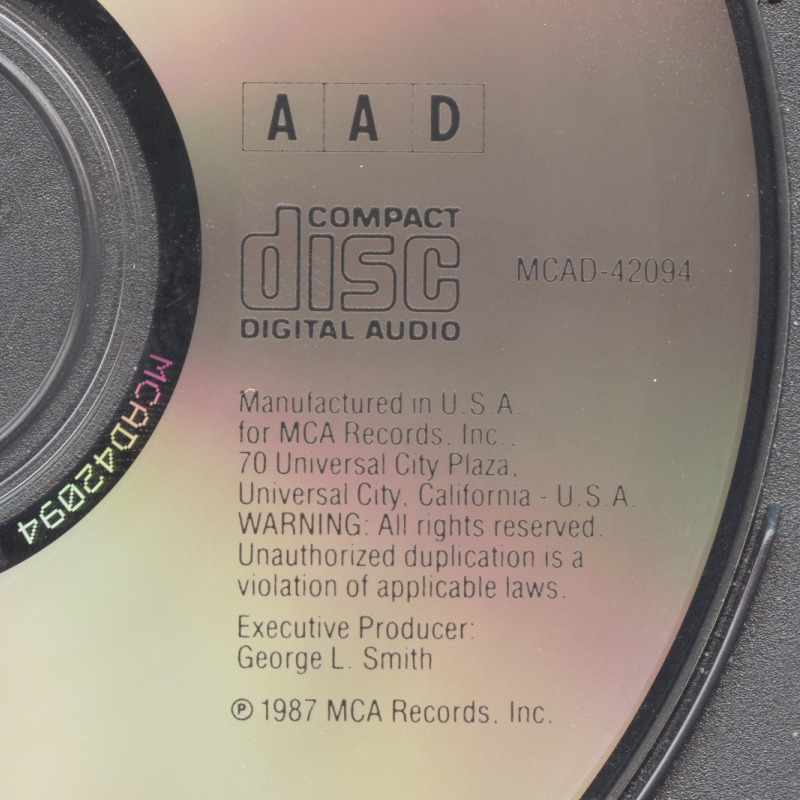 A A D
COMPACT
disc
DIGITAL AUDIO
MCAD-42094
MCAD42094
Manufactured in U.S.A.
for MCA Records, Inc.,
70 Universal City Plaza,
Universal City, California - U.S.A.
WARNING: All rights reserved.
Unauthorized duplication is a
violation of applicable laws.
Executive Producer:
George L. Smith
℗ 1987 MCA Records, Inc.